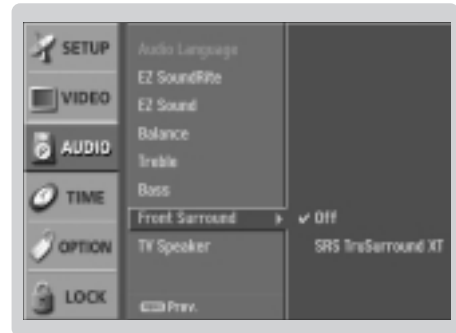 SETUP
VIDEO
AUDIO
TIME
OPTION
LOCK
Audio Language
EZ SoundRite
EZ Sound
Balance
Treble
Bass
Front Surround
TV Speaker
Prev.
✔ Off
SRS TruSurround XT